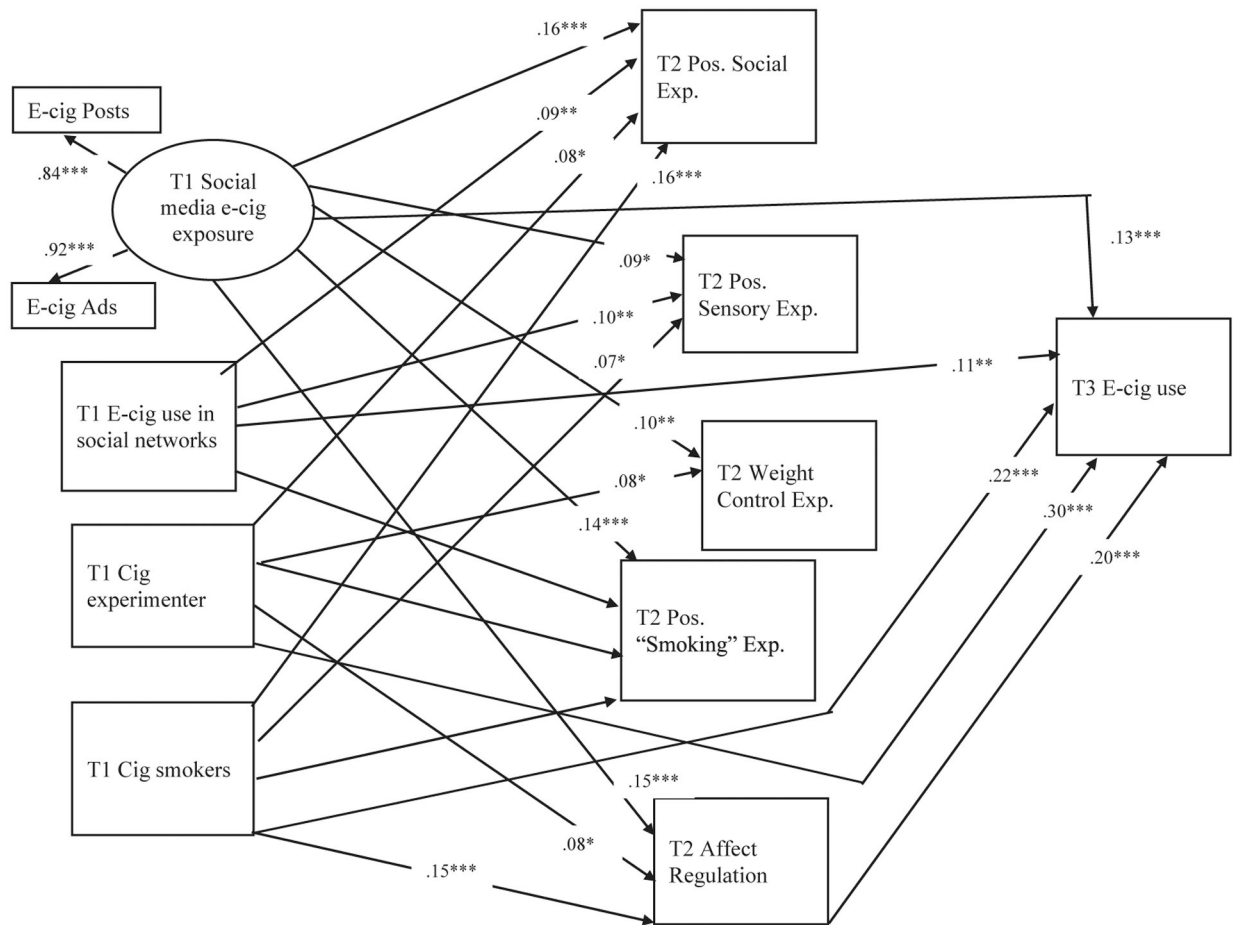 .16***
T2 Pos. Social
Exp.
.09**
E-cig Posts
.08*
.84***
T1 Social
media e-cig
exposure
.16***
.92***
.13***
.09*
T2 Pos.
Sensory Exp.
E-cig Ads
.10**
.07*
.11**
T3 E-cig use
T1 E-cig use in
social networks
.10**
T2 Weight
Control Exp.
.08*
.22***
.14***
.30***
.20***
T1 Cig
experimenter
T2 Pos.
“Smoking” Exp.
T1 Cig smokers
.15***
.08*
T2 Affect
Regulation
.15***